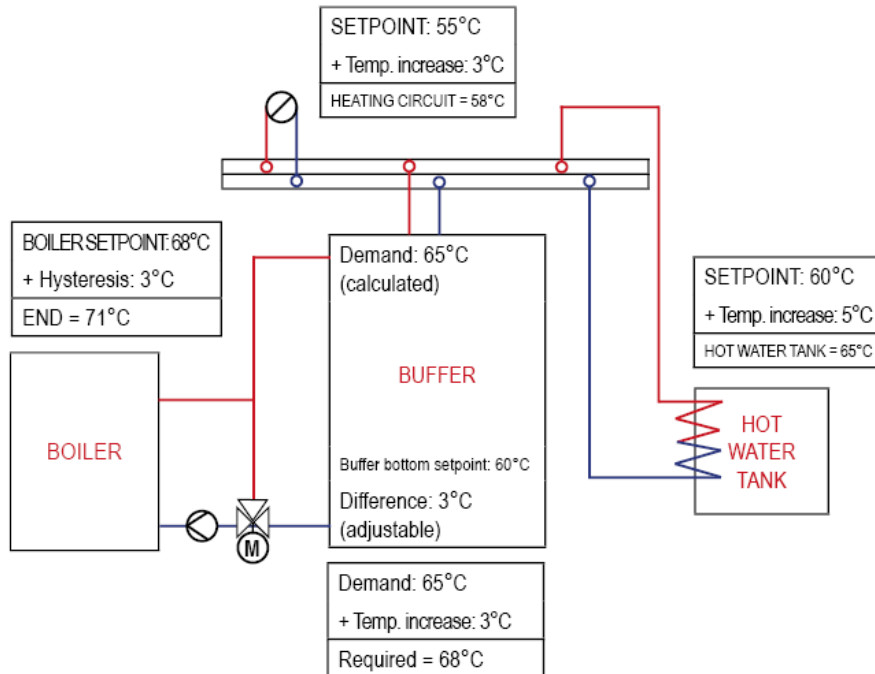 SETPOINT: 55°C
+ Temp. increase: 3°C
HEATING CIRCUIT = 58°C
BOILER SETPOINT: 68°C
+ Hysteresis: 3°C
END = 71°C
Demand: 65°C
(calculated)
SETPOINT: 60°C
+ Temp. increase: 5°C
HOT WATER TANK = 65°C
BUFFER
BOILER
HOT
WATER
TANK
Buffer bottom setpoint: 60°C
Difference: 3°C
(adjustable)
M
Demand: 65°C
+ Temp. increase: 3°C
Required = 68°C